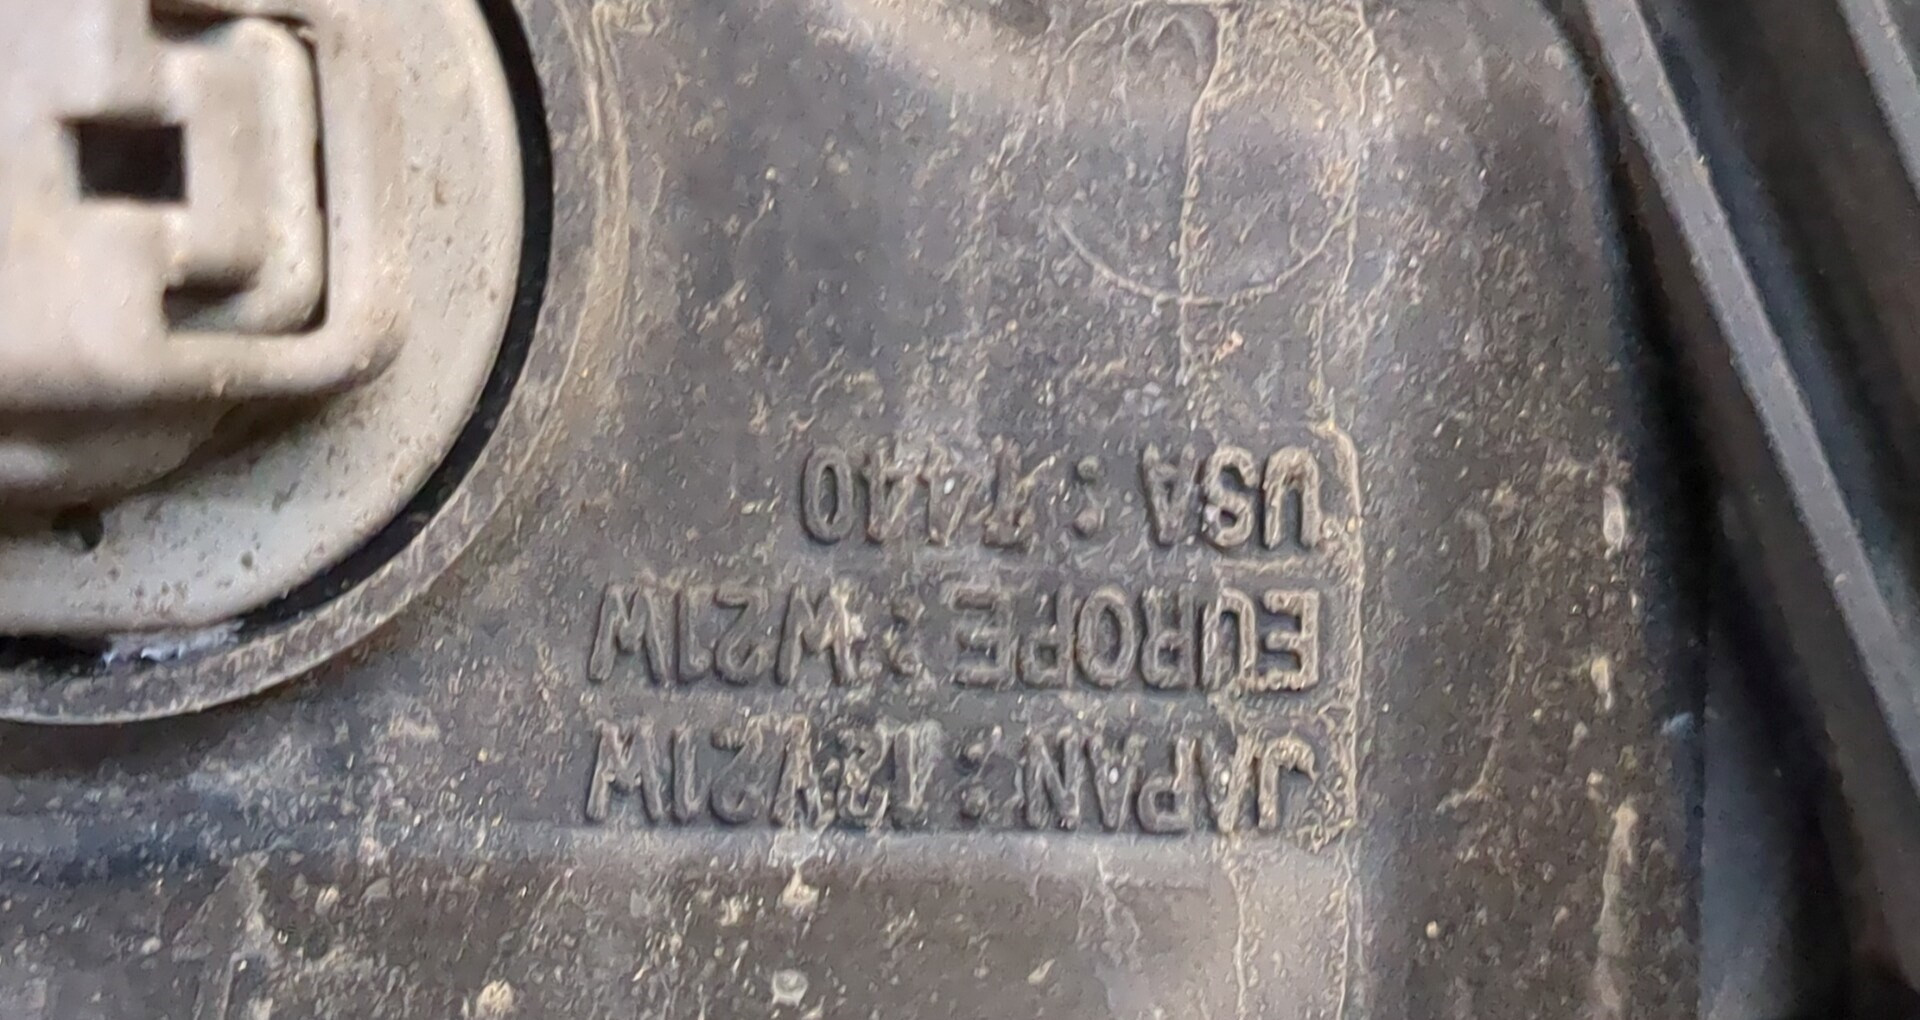 JAPAN : 12V21W
EUROPE : W21W
USA : 7440